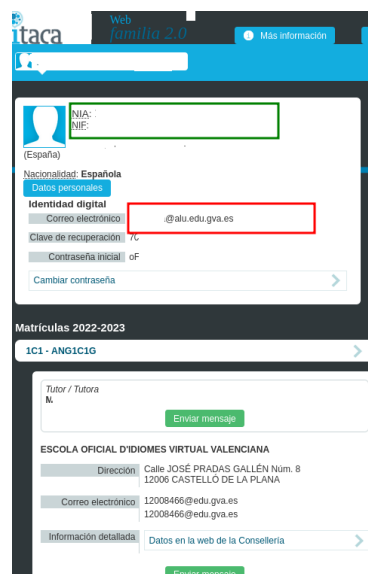 itaca
Web
familia 2.0
Más información
NIA:
NIF:
(España)
Nacionalidad: Española
Datos personales
Identidad digital
Correo electrónico .@alu.edu.gva.es
Clave de recuperación 7C
Contraseña inicial oF
Cambiar contraseña
Matrículas 2022-2023
1C1 - ANG1C1G
Tutor / Tutora
Enviar mensaje
ESCOLA OFICIAL D'IDIOMES VIRTUAL VALENCIANA
Dirección Calle JOSÉ PRADAS GALLÉN Núm. 8
12006 CASTELLÓ DE LA PLANA
Correo electrónico 12008466@edu.gva.es
12008466@edu.gva.es
Información detallada Datos en la web de la Conselleria
Enviar mensaje